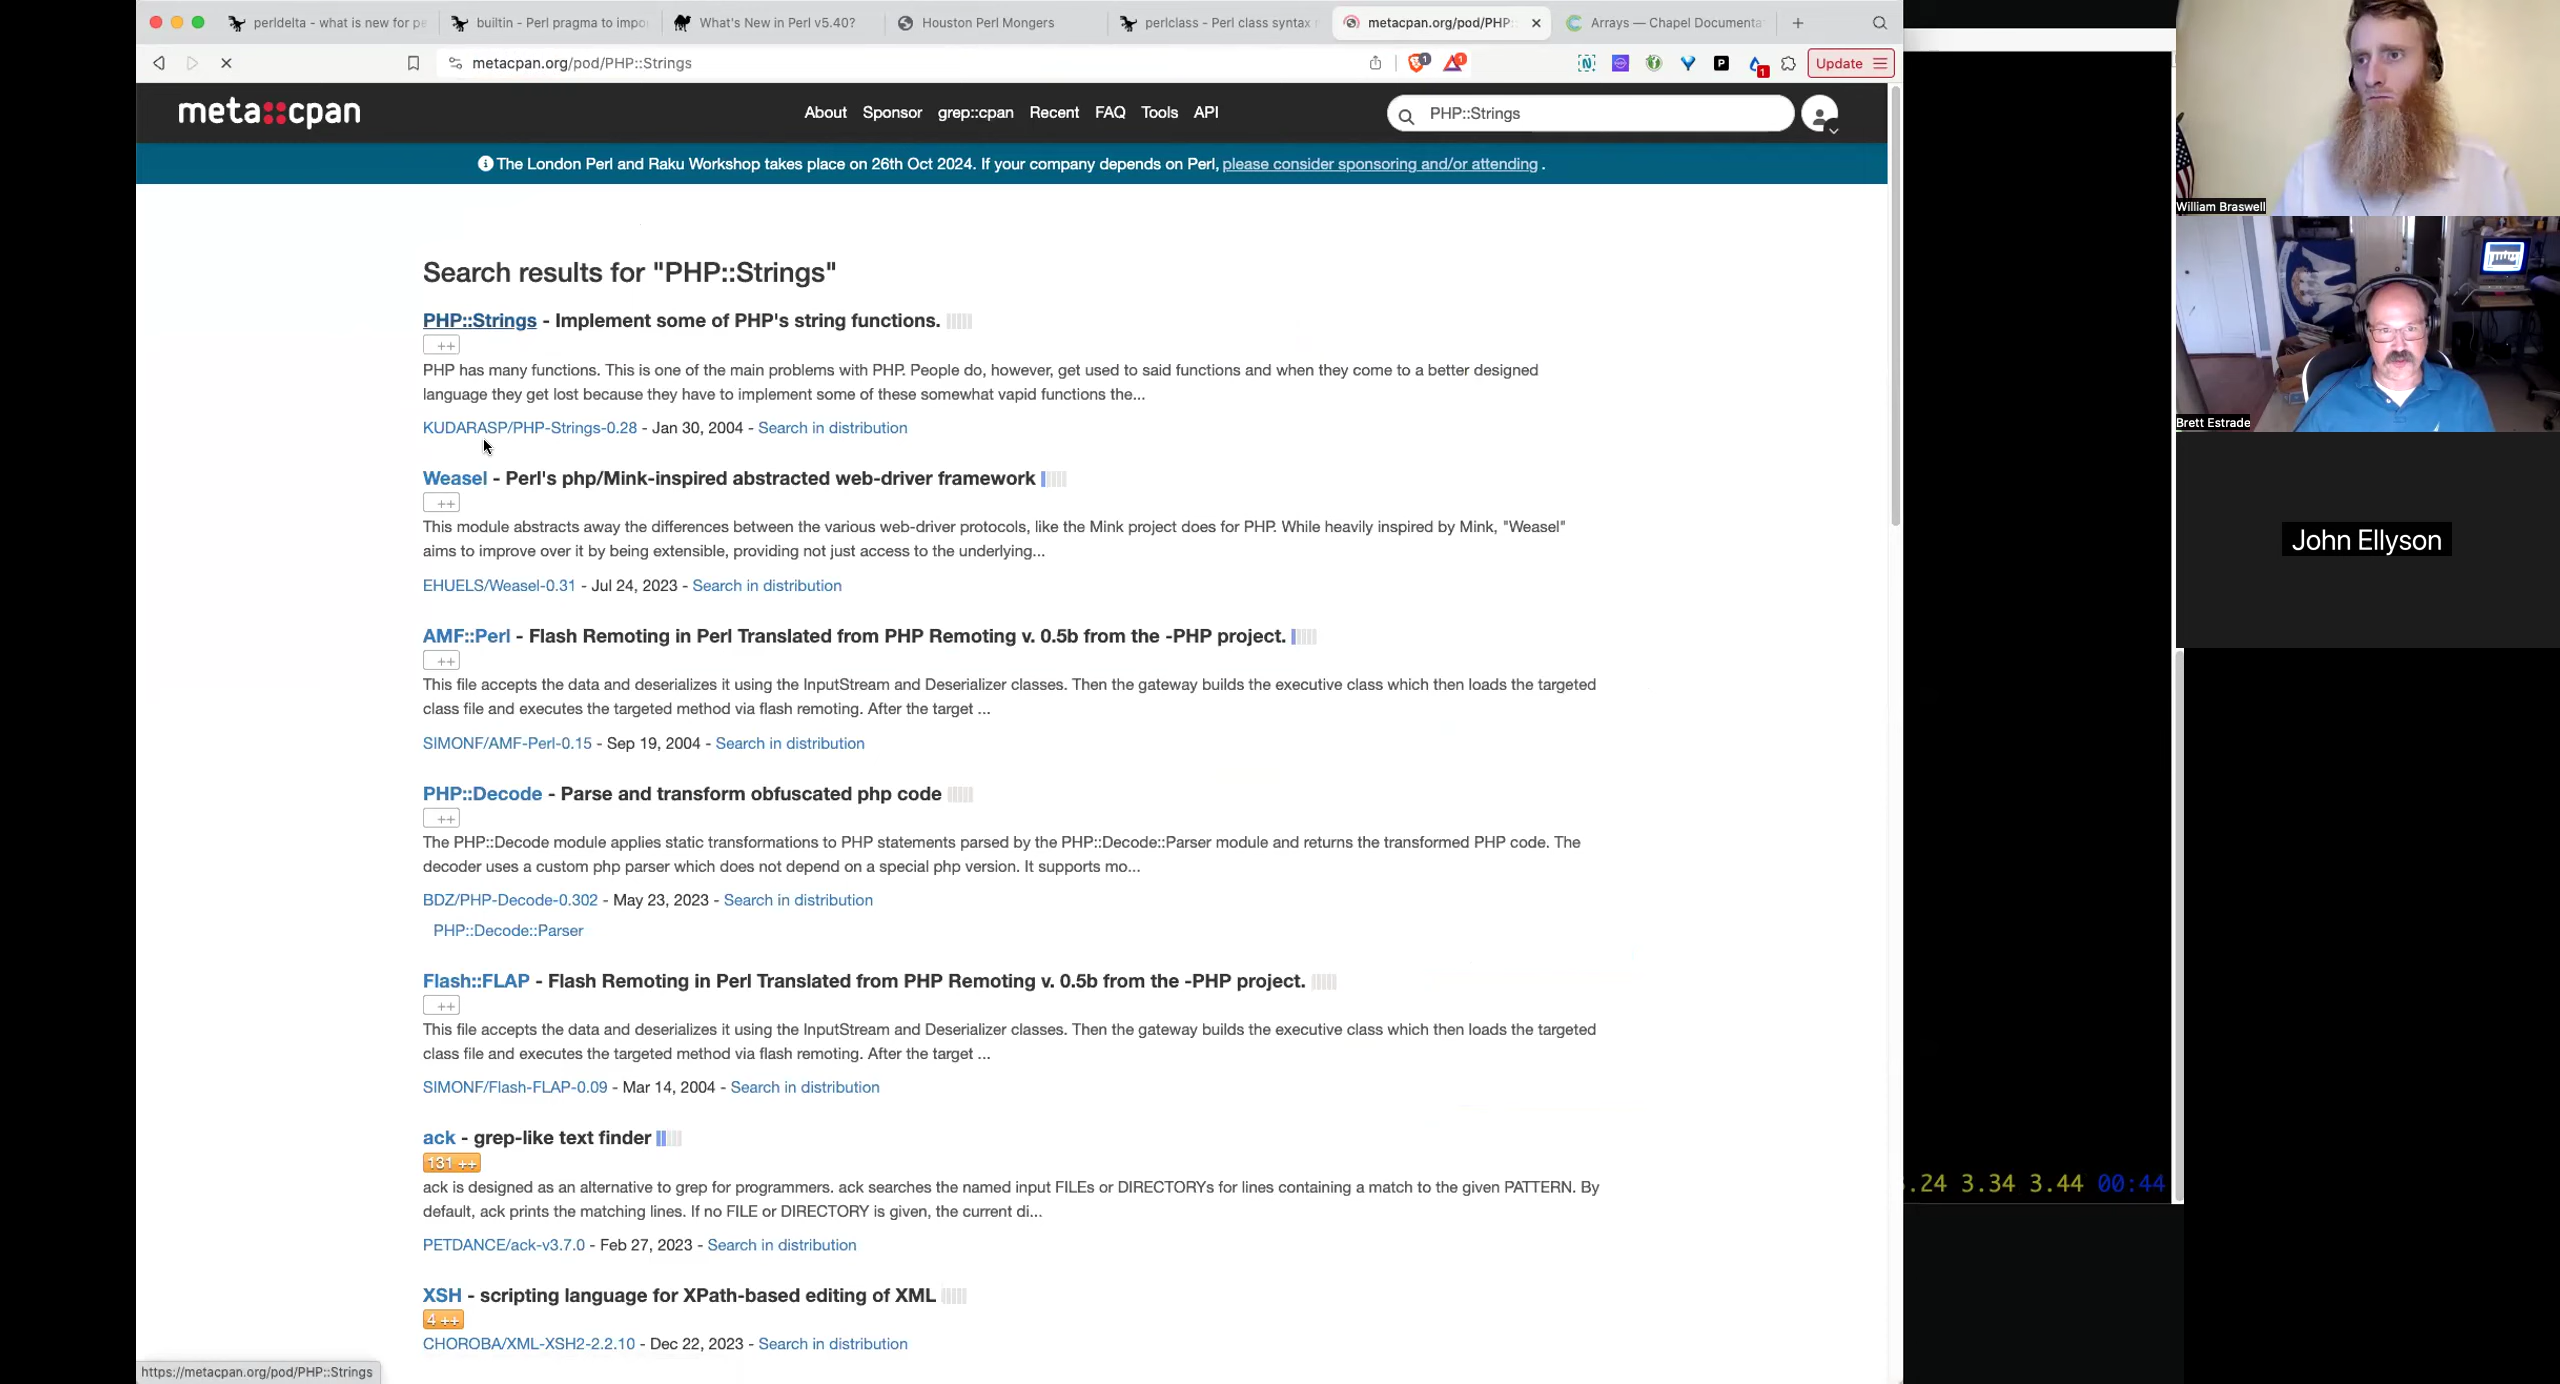 perldelta - what is new for pe
builtin - Perl pragma to impo
What's New in Perl v5.40?
Houston Perl Mongers
perlclass - Perl class syntax
metacpan.org/pod/PHP:
Arrays — Chapel Documenta
metacpan.org/pod/PHP::Strings
Update
meta::cpan
About Sponsor grep::cpan Recent FAQ Tools API
PHP::Strings
The London Perl and Raku Workshop takes place on 26th Oct 2024. If your company depends on Perl, please consider sponsoring and/or attending .
Search results for "PHP::Strings"
PHP::Strings - Implement some of PHP's string functions.
++
PHP has many functions. This is one of the main problems with PHP. People do, however, get used to said functions and when they come to a better designed
language they get lost because they have to implement some of these somewhat vapid functions the...
KUDARASP/PHP-Strings-0.28 - Jan 30, 2004 - Search in distribution
Weasel - Perl's php/Mink-inspired abstracted web-driver framework
++
This module abstracts away the differences between the various web-driver protocols, like the Mink project does for PHP. While heavily inspired by Mink, "Weasel"
aims to improve over it by being extensible, providing not just access to the underlying...
EHUELS/Weasel-0.31 - Jul 24, 2023 - Search in distribution
AMF::Perl - Flash Remoting in Perl Translated from PHP Remoting v. 0.5b from the -PHP project.
++
This file accepts the data and deserializes it using the InputStream and Deserializer classes. Then the gateway builds the executive class which then loads the targeted
class file and executes the targeted method via flash remoting. After the target ...
SIMONF/AMF-Perl-0.15 - Sep 19, 2004 - Search in distribution
PHP::Decode - Parse and transform obfuscated php code
++
The PHP::Decode module applies static transformations to PHP statements parsed by the PHP::Decode::Parser module and returns the transformed PHP code. The
decoder uses a custom php parser which does not depend on a special php version. It supports mo...
BDZ/PHP-Decode-0.302 - May 23, 2023 - Search in distribution
PHP::Decode::Parser
Flash::FLAP - Flash Remoting in Perl Translated from PHP Remoting v. 0.5b from the -PHP project.
++
This file accepts the data and deserializes it using the InputStream and Deserializer classes. Then the gateway builds the executive class which then loads the targeted
class file and executes the targeted method via flash remoting. After the target ...
SIMONF/Flash-FLAP-0.09 - Mar 14, 2004 - Search in distribution
ack - grep-like text finder
131 ++
ack is designed as an alternative to grep for programmers. ack searches the named input FILEs or DIRECTORYs for lines containing a match to the given PATTERN. By
default, ack prints the matching lines. If no FILE or DIRECTORY is given, the current di...
PETDANCE/ack-v3.7.0 - Feb 27, 2023 - Search in distribution
XSH - scripting language for XPath-based editing of XML
4 ++
CHOROBA/XML-XSH2-2.2.10 - Dec 22, 2023 - Search in distribution
https://metacpan.org/pod/PHP::Strings
.24 3.34 3.44 00:44
William Braswell
Brett Estrade
John Ellyson